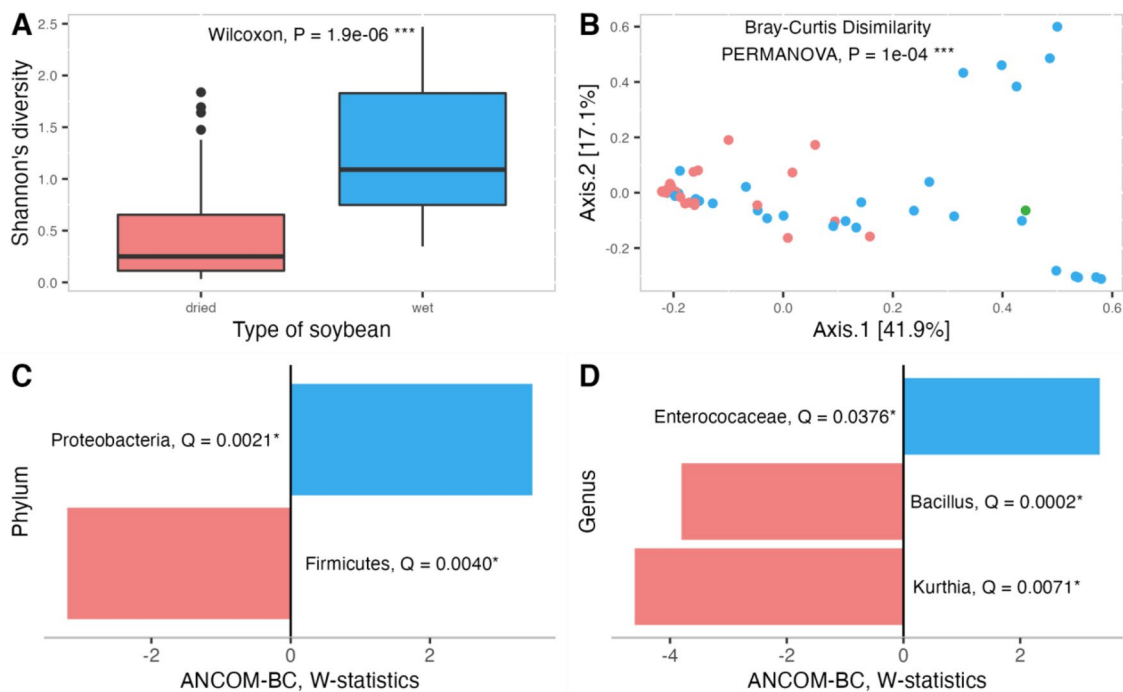 A
Wilcoxon, P = 1.9e-06 ***
Shannon's diversity
2.5
2.0
1.5
1.0
0.5
0.0
dried
wet
Type of soybean
B
Bray-Curtis Disimilarity
PERMANOVA, P = 1e-04 ***
Axis.2 [17.1%]
0.6
0.4
0.2
0.0
-0.2
-0.2
0.0
0.2
0.4
0.6
Axis.1 [41.9%]
C
Phylum
Proteobacteria, Q = 0.0021*
Firmicutes, Q = 0.0040*
-2
0
2
ANCOM-BC, W-statistics
D
Genus
Enterococaceae, Q = 0.0376*
Bacillus, Q = 0.0002*
Kurthia, Q = 0.0071*
-4
-2
0
2
ANCOM-BC, W-statistics